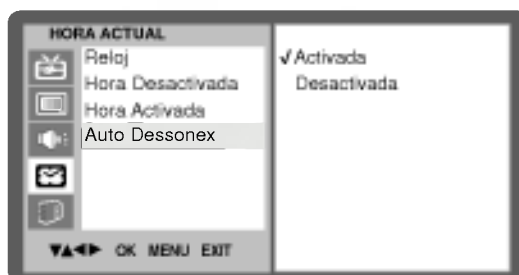 HORA ACTUAL
Reloj
Hora Desactivada
Hora Activada
Auto Dessonex
√ Activada
Desactivada
▼▲◀▶ OK MENU EXIT